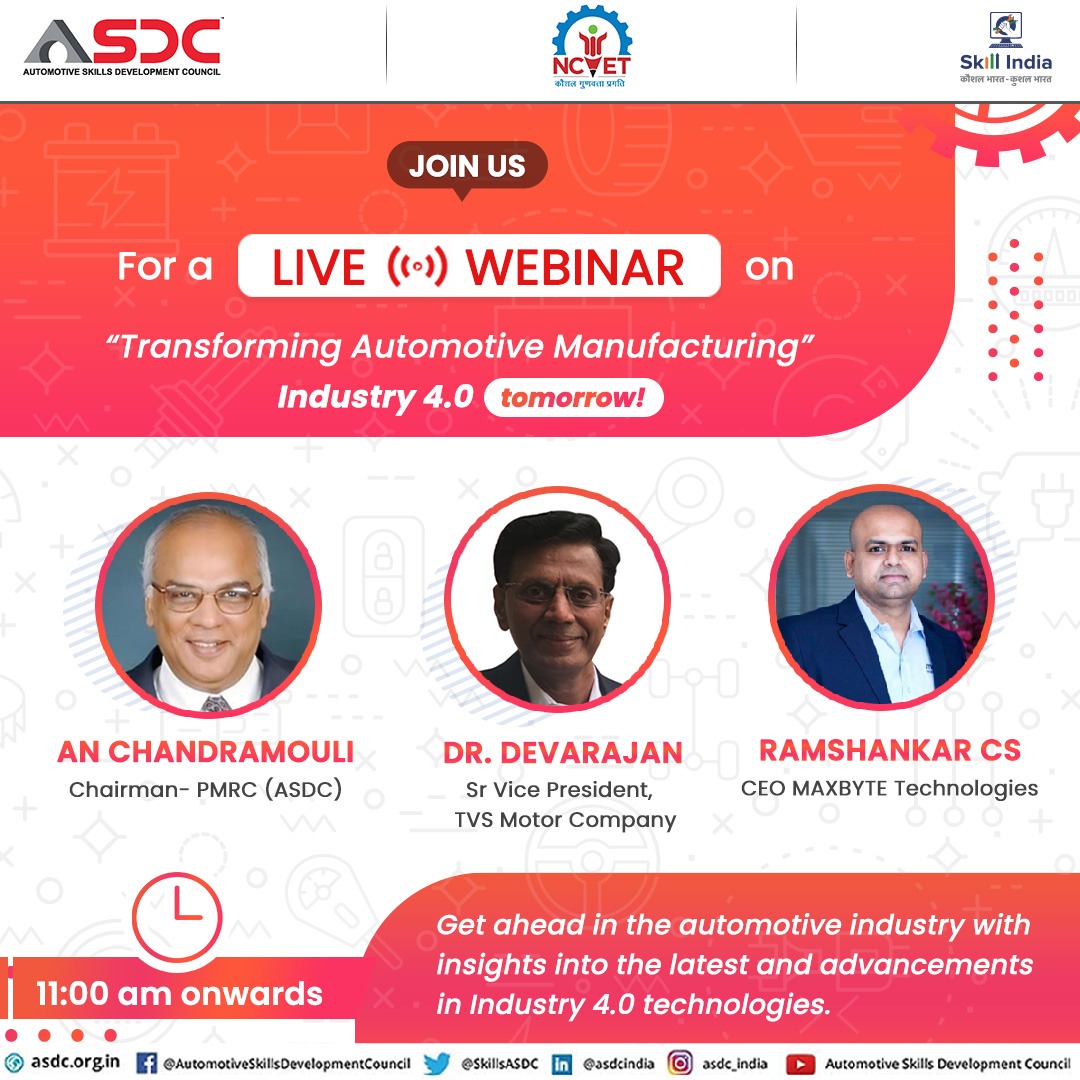 ASDC
AUTOMOTIVE SKILLS DEVELOPMENT COUNCIL
NCVET
कौशल गुणवत्ता प्रगति
Skill India
कौशल भारत - कुशल भारत
JOIN US
For a LIVE WEBINAR on
“Transforming Automotive Manufacturing”
Industry 4.0 tomorrow!
AN CHANDRAMOULI
Chairman- PMRC (ASDC)
DR. DEVARAJAN
Sr Vice President,
TVS Motor Company
RAMSHANKAR CS
CEO MAXBYTE Technologies
11:00 am onwards
Get ahead in the automotive industry with
insights into the latest and advancements
in Industry 4.0 technologies.
asdc.org.in @AutomotiveSkillsDevelopmentCouncil @SkillsASDC @asdcindia asdc_india Automotive Skills Development Council